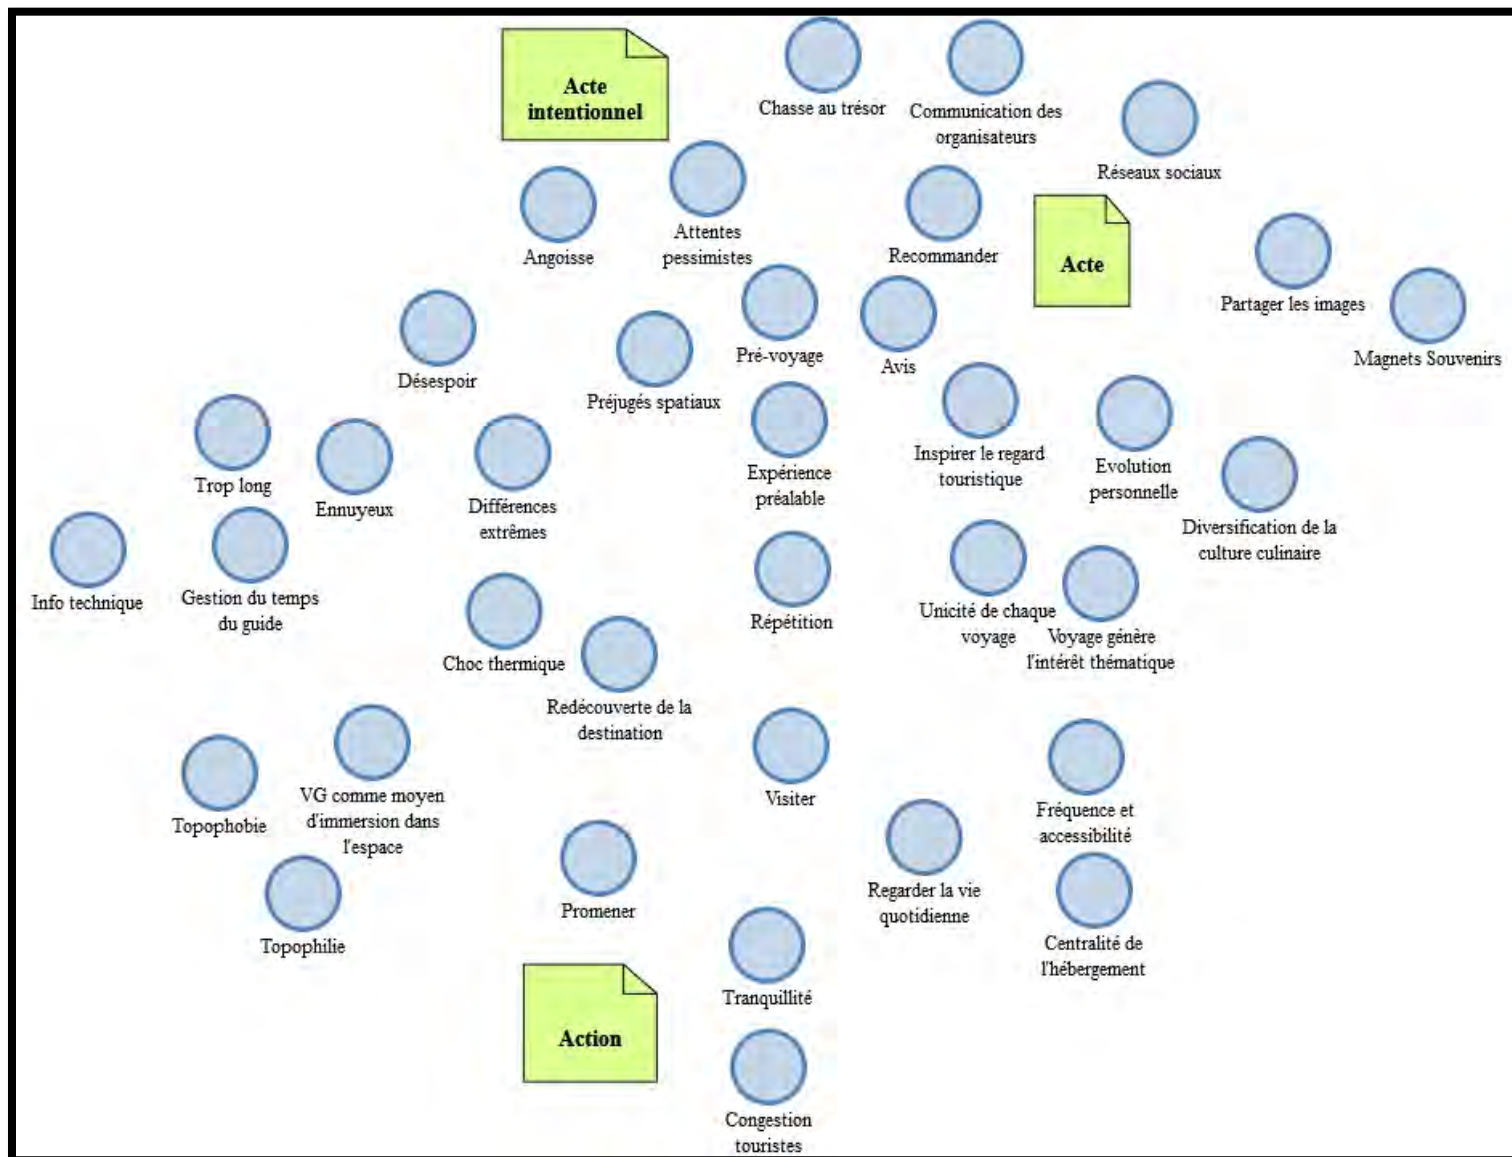 Acte
intentionnel
Chasse au trésor
Communication des
organisateurs
Réseaux sociaux
Angoisse
Attentes
pessimistes
Recommander
Acte
Partager les images
Magnets Souvenirs
Désespoir
Préjugés spatiaux
Pré-voyage
Avis
Trop long
Ennuyeux
Différences
extrêmes
Expérience
préalable
Inspirer le regard
touristique
Evolution
personnelle
Diversification de la
culture culinaire
Info technique
Gestion du temps
du guide
Choc thermique
Redécouverte de la
destination
Répétition
Unicité de chaque
voyage
Voyage génère
l'intérêt thématique
Topophobie
VG comme moyen
d'immersion dans
l'espace
Visiter
Fréquence et
accessibilité
Topophilie
Promener
Regarder la vie
quotidienne
Centralité de
l'hébergement
Action
Tranquillité
Congestion
touristes